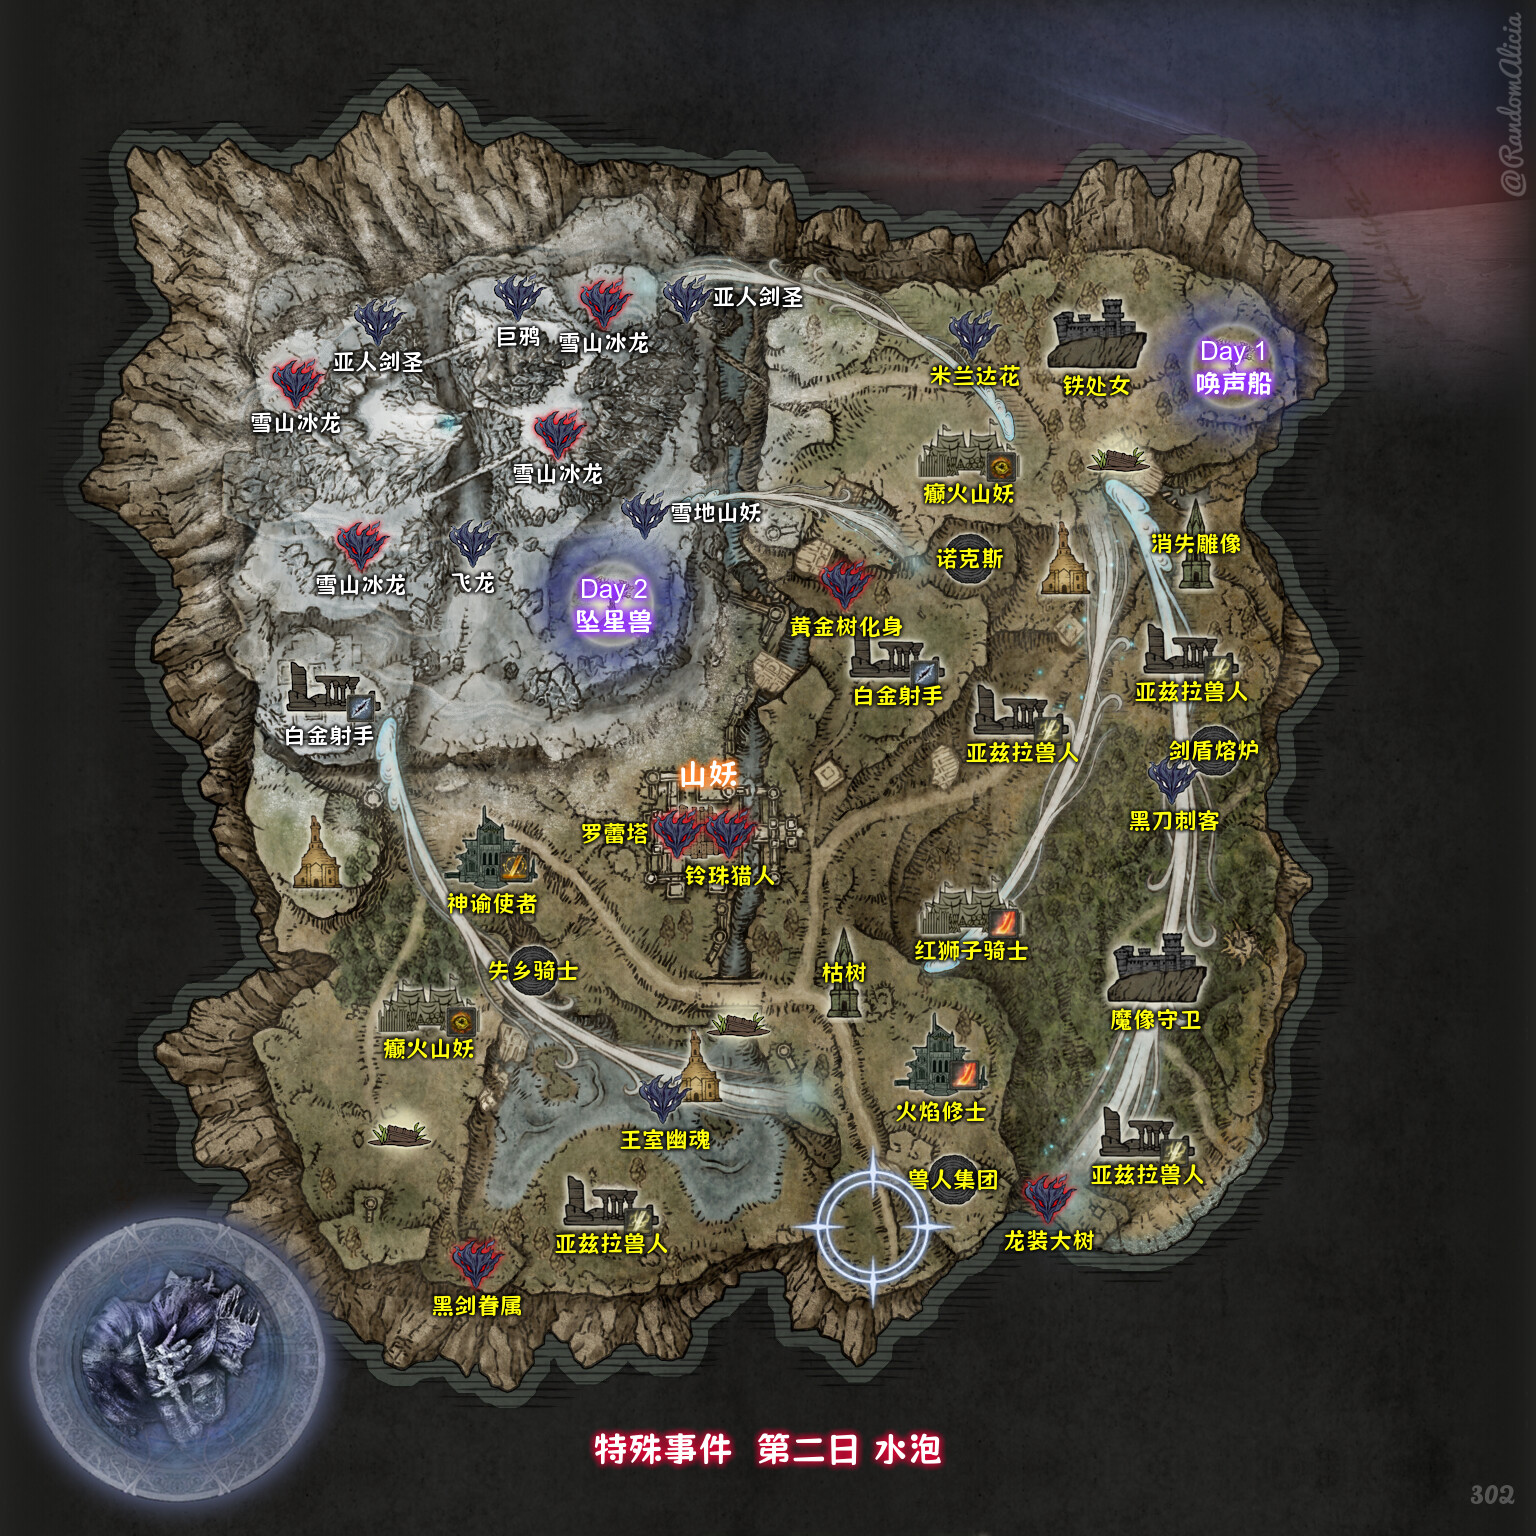 @RandomAlicia
亚人剑圣
巨鸦
雪山冰龙
亚人剑圣
雪山冰龙
米兰达花
铁处女
Day 1
唤声船
雪山冰龙
癫火山妖
雪地山妖
消失雕像
诺克斯
雪山冰龙
飞龙
Day 2
坠星兽
黄金树化身
白金射手
亚兹拉兽人
白金射手
亚兹拉兽人
剑盾熔炉
山妖
黑刀刺客
罗蕾塔
铃珠猎人
神谕使者
红狮子骑士
失乡骑士
枯树
魔像守卫
癫火山妖
火焰修士
王室幽魂
兽人集团
亚兹拉兽人
亚兹拉兽人
龙装大树
黑剑眷属
特殊事件 第二日 水泡
302